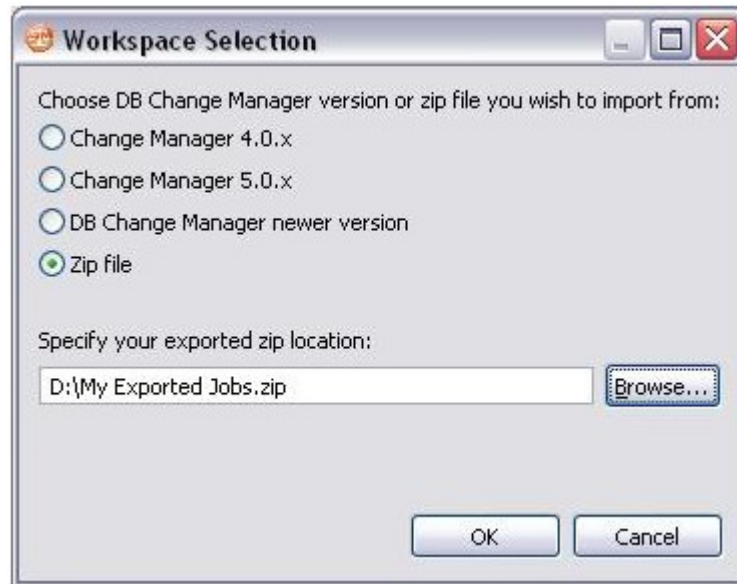 Workspace Selection
Choose DB Change Manager version or zip file you wish to import from:
Change Manager 4.0.x
Change Manager 5.0.x
DB Change Manager newer version
Zip file
Specify your exported zip location:
D:\My Exported Jobs.zip
Browse...
OK
Cancel